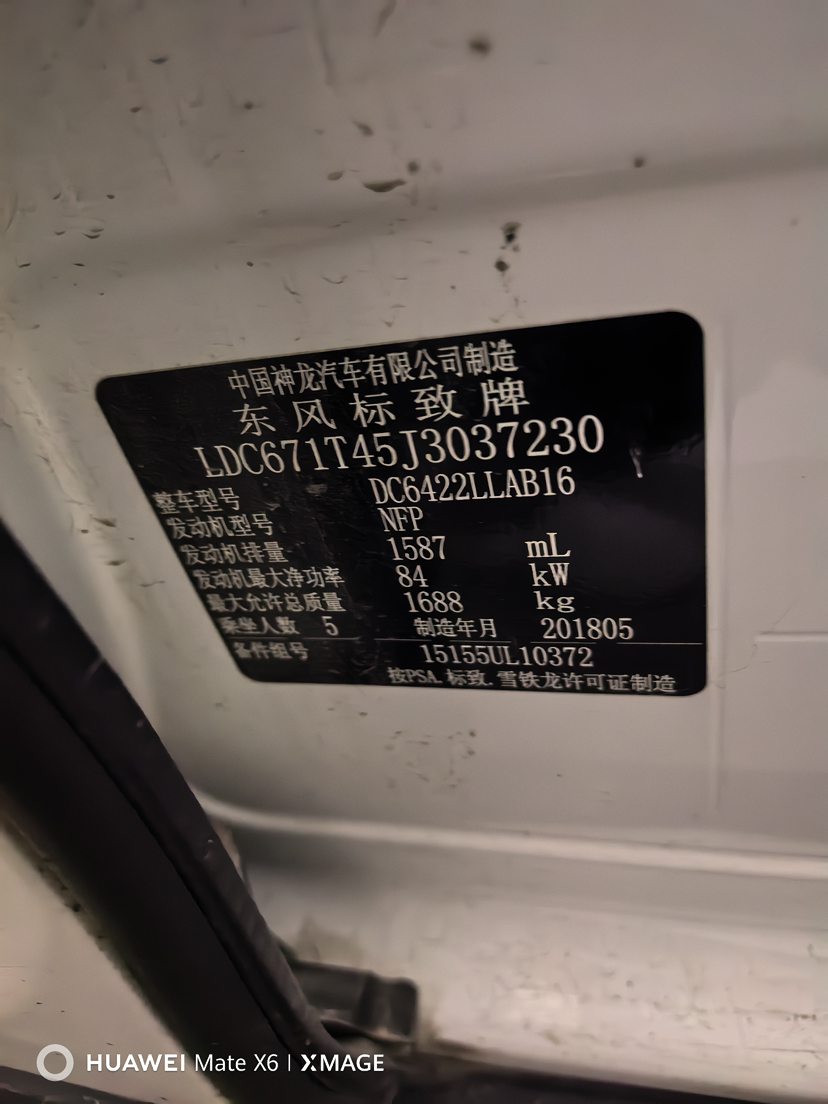 中国神龙汽车有限公司制造
东风标致牌
LDC671T45J3037230
整车型号 DC6422LLAB16
发动机型号 NFP
发动机排量 1587 mL
发动机最大净功率 84 kW
最大允许总质量 1688 kg
乘坐人数 5 制造年月 201805
备件组号 15155UL10372
按PSA.标致.雪铁龙许可证制造
HUAWEI Mate X6 | XMAGE